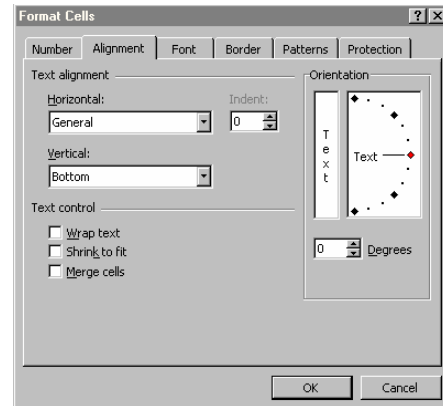 Format Cells
Number Alignment Font Border Patterns Protection
Text alignment
Horizontal:
General
Indent:
0
Vertical:
Bottom
Text control
Wrap text
Shrink to fit
Merge cells
Orientation
Text
Text
0 Degrees
OK Cancel